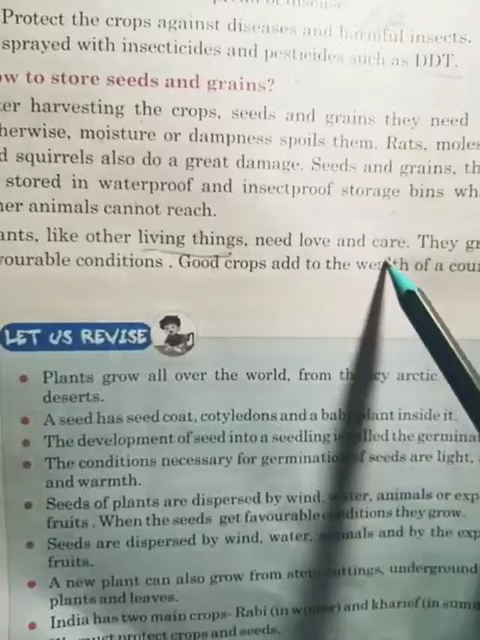 Protect the crops against diseases and harmful insects.
sprayed with insecticides and pesticides such as DDT.
ow to store seeds and grains?
ter harvesting the crops, seeds and grains they need
herwise, moisture or dampness spoils them. Rats, moles
d squirrels also do a great damage. Seeds and grains, th
stored in waterproof and insectproof storage bins wh
ner animals cannot reach.
ants, like other living things, need love and care. They gr
vourable conditions . Good crops add to the wealth of a cou
LET US REVISE
• Plants grow all over the world, from the icy arctic
deserts.
• A seed has seed coat, cotyledons and a baby plant inside it.
• The development of seed into a seedling is called the germina
• The conditions necessary for germination of seeds are light,
and warmth.
• Seeds of plants are dispersed by wind, water, animals or exp
fruits . When the seeds get favourable conditions they grow.
• Seeds are dispersed by wind, water, animals and by the exp
fruits.
• A new plant can also grow from stem cuttings, underground
plants and leaves.
• India has two main crops- Rabi (in winter) and kharief (in sum
must protect crops and seeds.